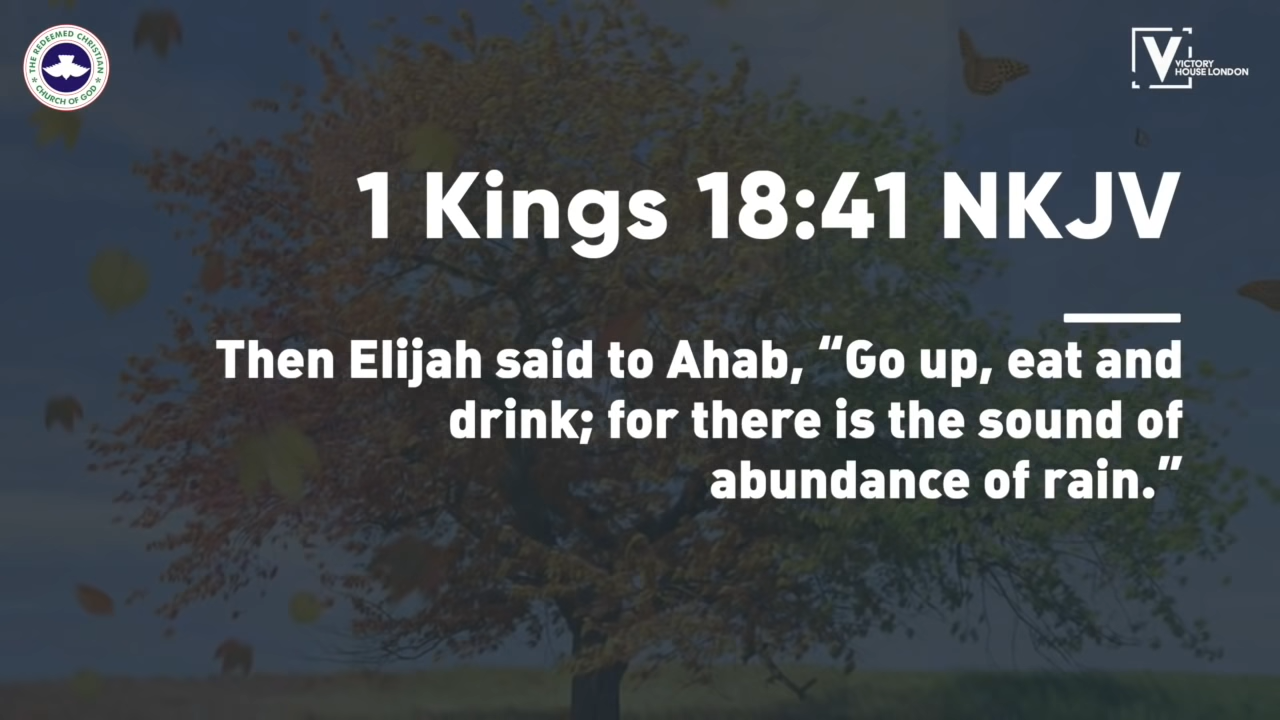 THE REDEEMED CHRISTIAN
CHURCH OF GOD
V
VICTORY
HOUSE LONDON
1 Kings 18:41 NKJV
Then Elijah said to Ahab, “Go up, eat and
drink; for there is the sound of
abundance of rain.”